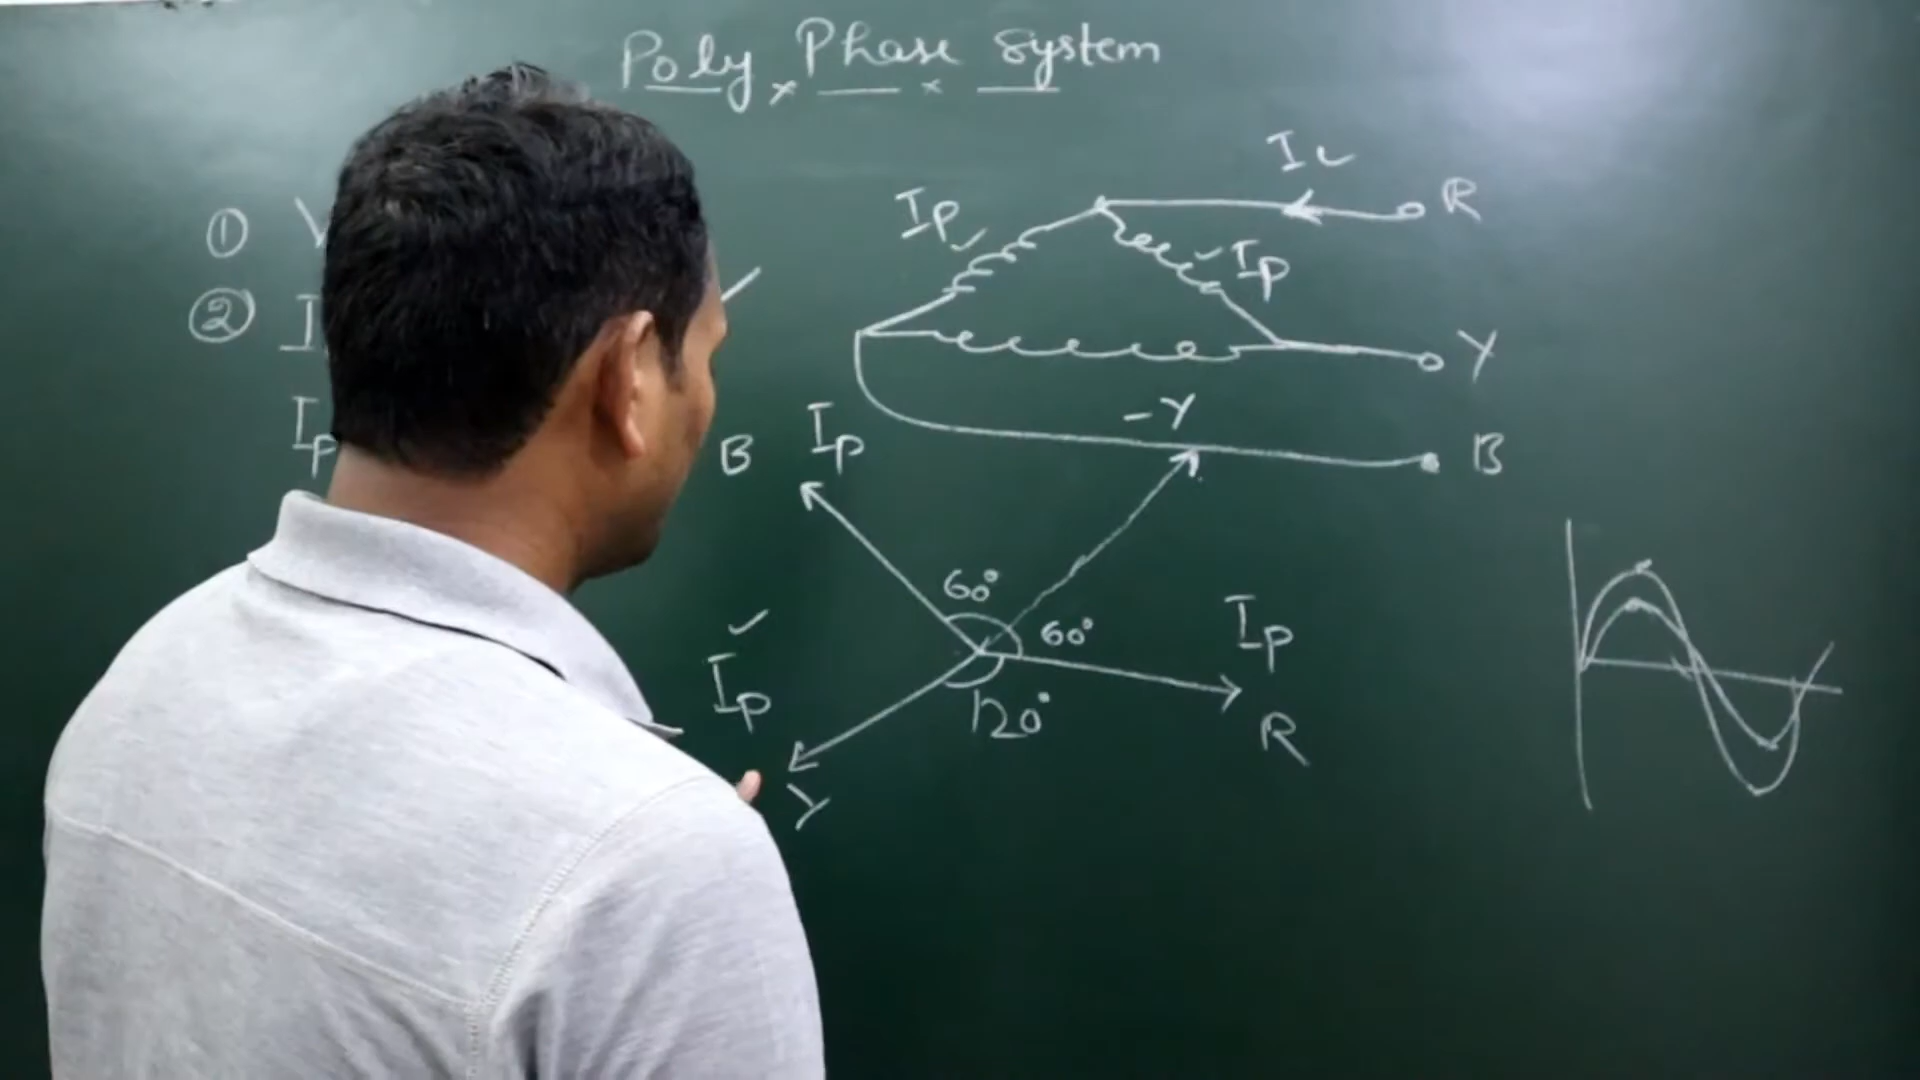 Poly Phase System
① V
② I
Ip
IL
R
Ip
Ip
Y
B
-Y
B
Ip
60°
60°
120°
Ip
R
Ip
Y